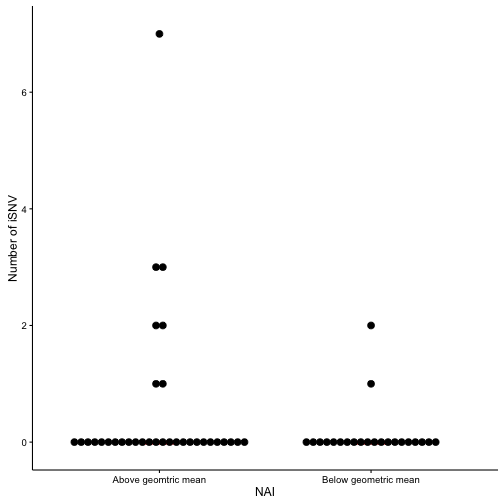 6
4
2
0
Number of iSNV
Above geomtric mean
Below geometric mean
NAI